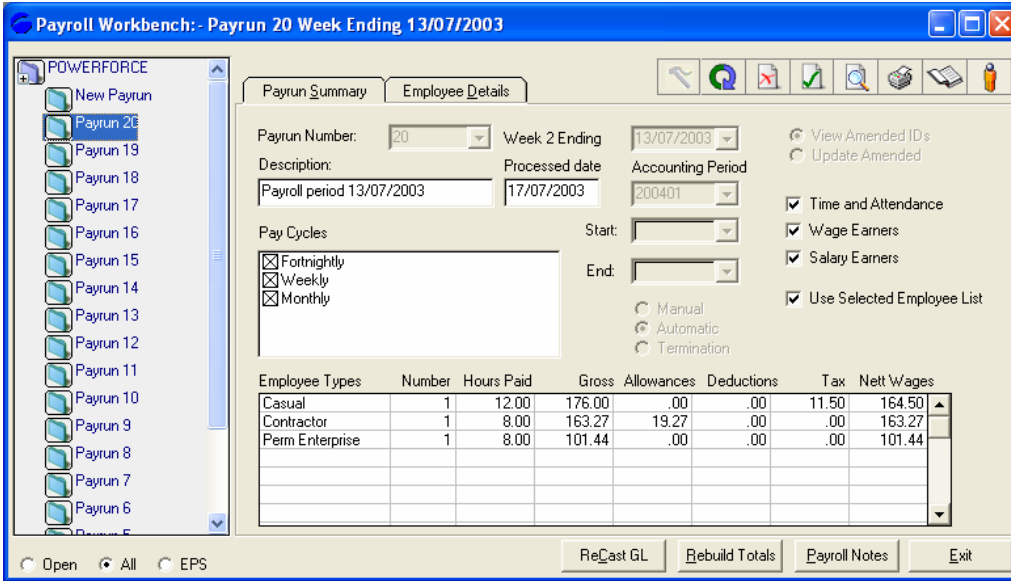 Payroll Workbench:- Payrun 20 Week Ending 13/07/2003
POWERFORCE
New Payrun
Payrun 20
Payrun 19
Payrun 18
Payrun 17
Payrun 16
Payrun 15
Payrun 14
Payrun 13
Payrun 12
Payrun 11
Payrun 10
Payrun 9
Payrun 8
Payrun 7
Payrun 6
Open All EPS
Payrun Summary Employee Details
Payrun Number: 20 Week 2 Ending 13/07/2003 View Amended IDs
Update Amended
Description: Processed date Accounting Period
Payroll period 13/07/2003 17/07/2003 200401
Time and Attendance
Pay Cycles Start: Wage Earners
Fortnightly End: Salary Earners
Weekly
Monthly Use Selected Employee List
Manual
Automatic
Termination
Employee Types Number Hours Paid Gross Allowances Deductions Tax Nett Wages
Casual 1 12.00 176.00 .00 .00 11.50 164.50
Contractor 1 8.00 163.27 19.27 .00 .00 163.27
Perm Enterprise 1 8.00 101.44 .00 .00 .00 101.44
ReCast GL Rebuild Totals Payroll Notes Exit